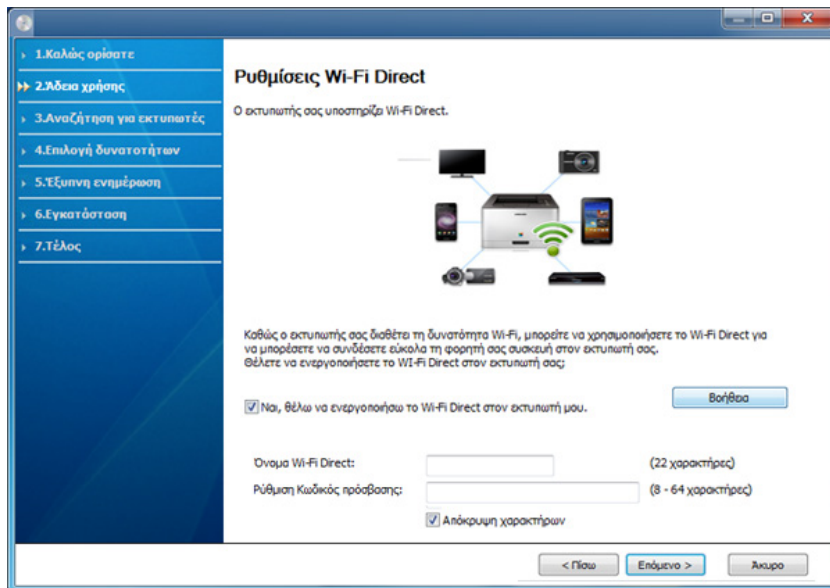 1.Καλώς ορίσατε
2.Άδεια χρήσης
3.Αναζήτηση για εκτυπωτές
4.Επιλογή δυνατοτήτων
5.Έξυπνη ενημέρωση
6.Εγκατάσταση
7.Τέλος
Ρυθμίσεις Wi-Fi Direct
Ο εκτυπωτής σας υποστηρίζει Wi-Fi Direct.
Καθώς ο εκτυπωτής σας διαθέτει τη δυνατότητα Wi-Fi, μπορείτε να χρησιμοποιήσετε το Wi-Fi Direct για
να μπορέσετε να συνδέσετε εύκολα τη φορητή σας συσκευή στον εκτυπωτή σας.
Θέλετε να ενεργοποιήσετε το WI-Fi Direct στον εκτυπωτή σας;
Ναι, θέλω να ενεργοποιήσω το Wi-Fi Direct στον εκτυπωτή μου.
Βοήθεια
Όνομα Wi-Fi Direct: (22 χαρακτήρες)
Ρύθμιση Κωδικός πρόσβασης: (8 - 64 χαρακτήρες)
Απόκρυψη χαρακτήρων
< Πίσω Επόμενο > Άκυρο